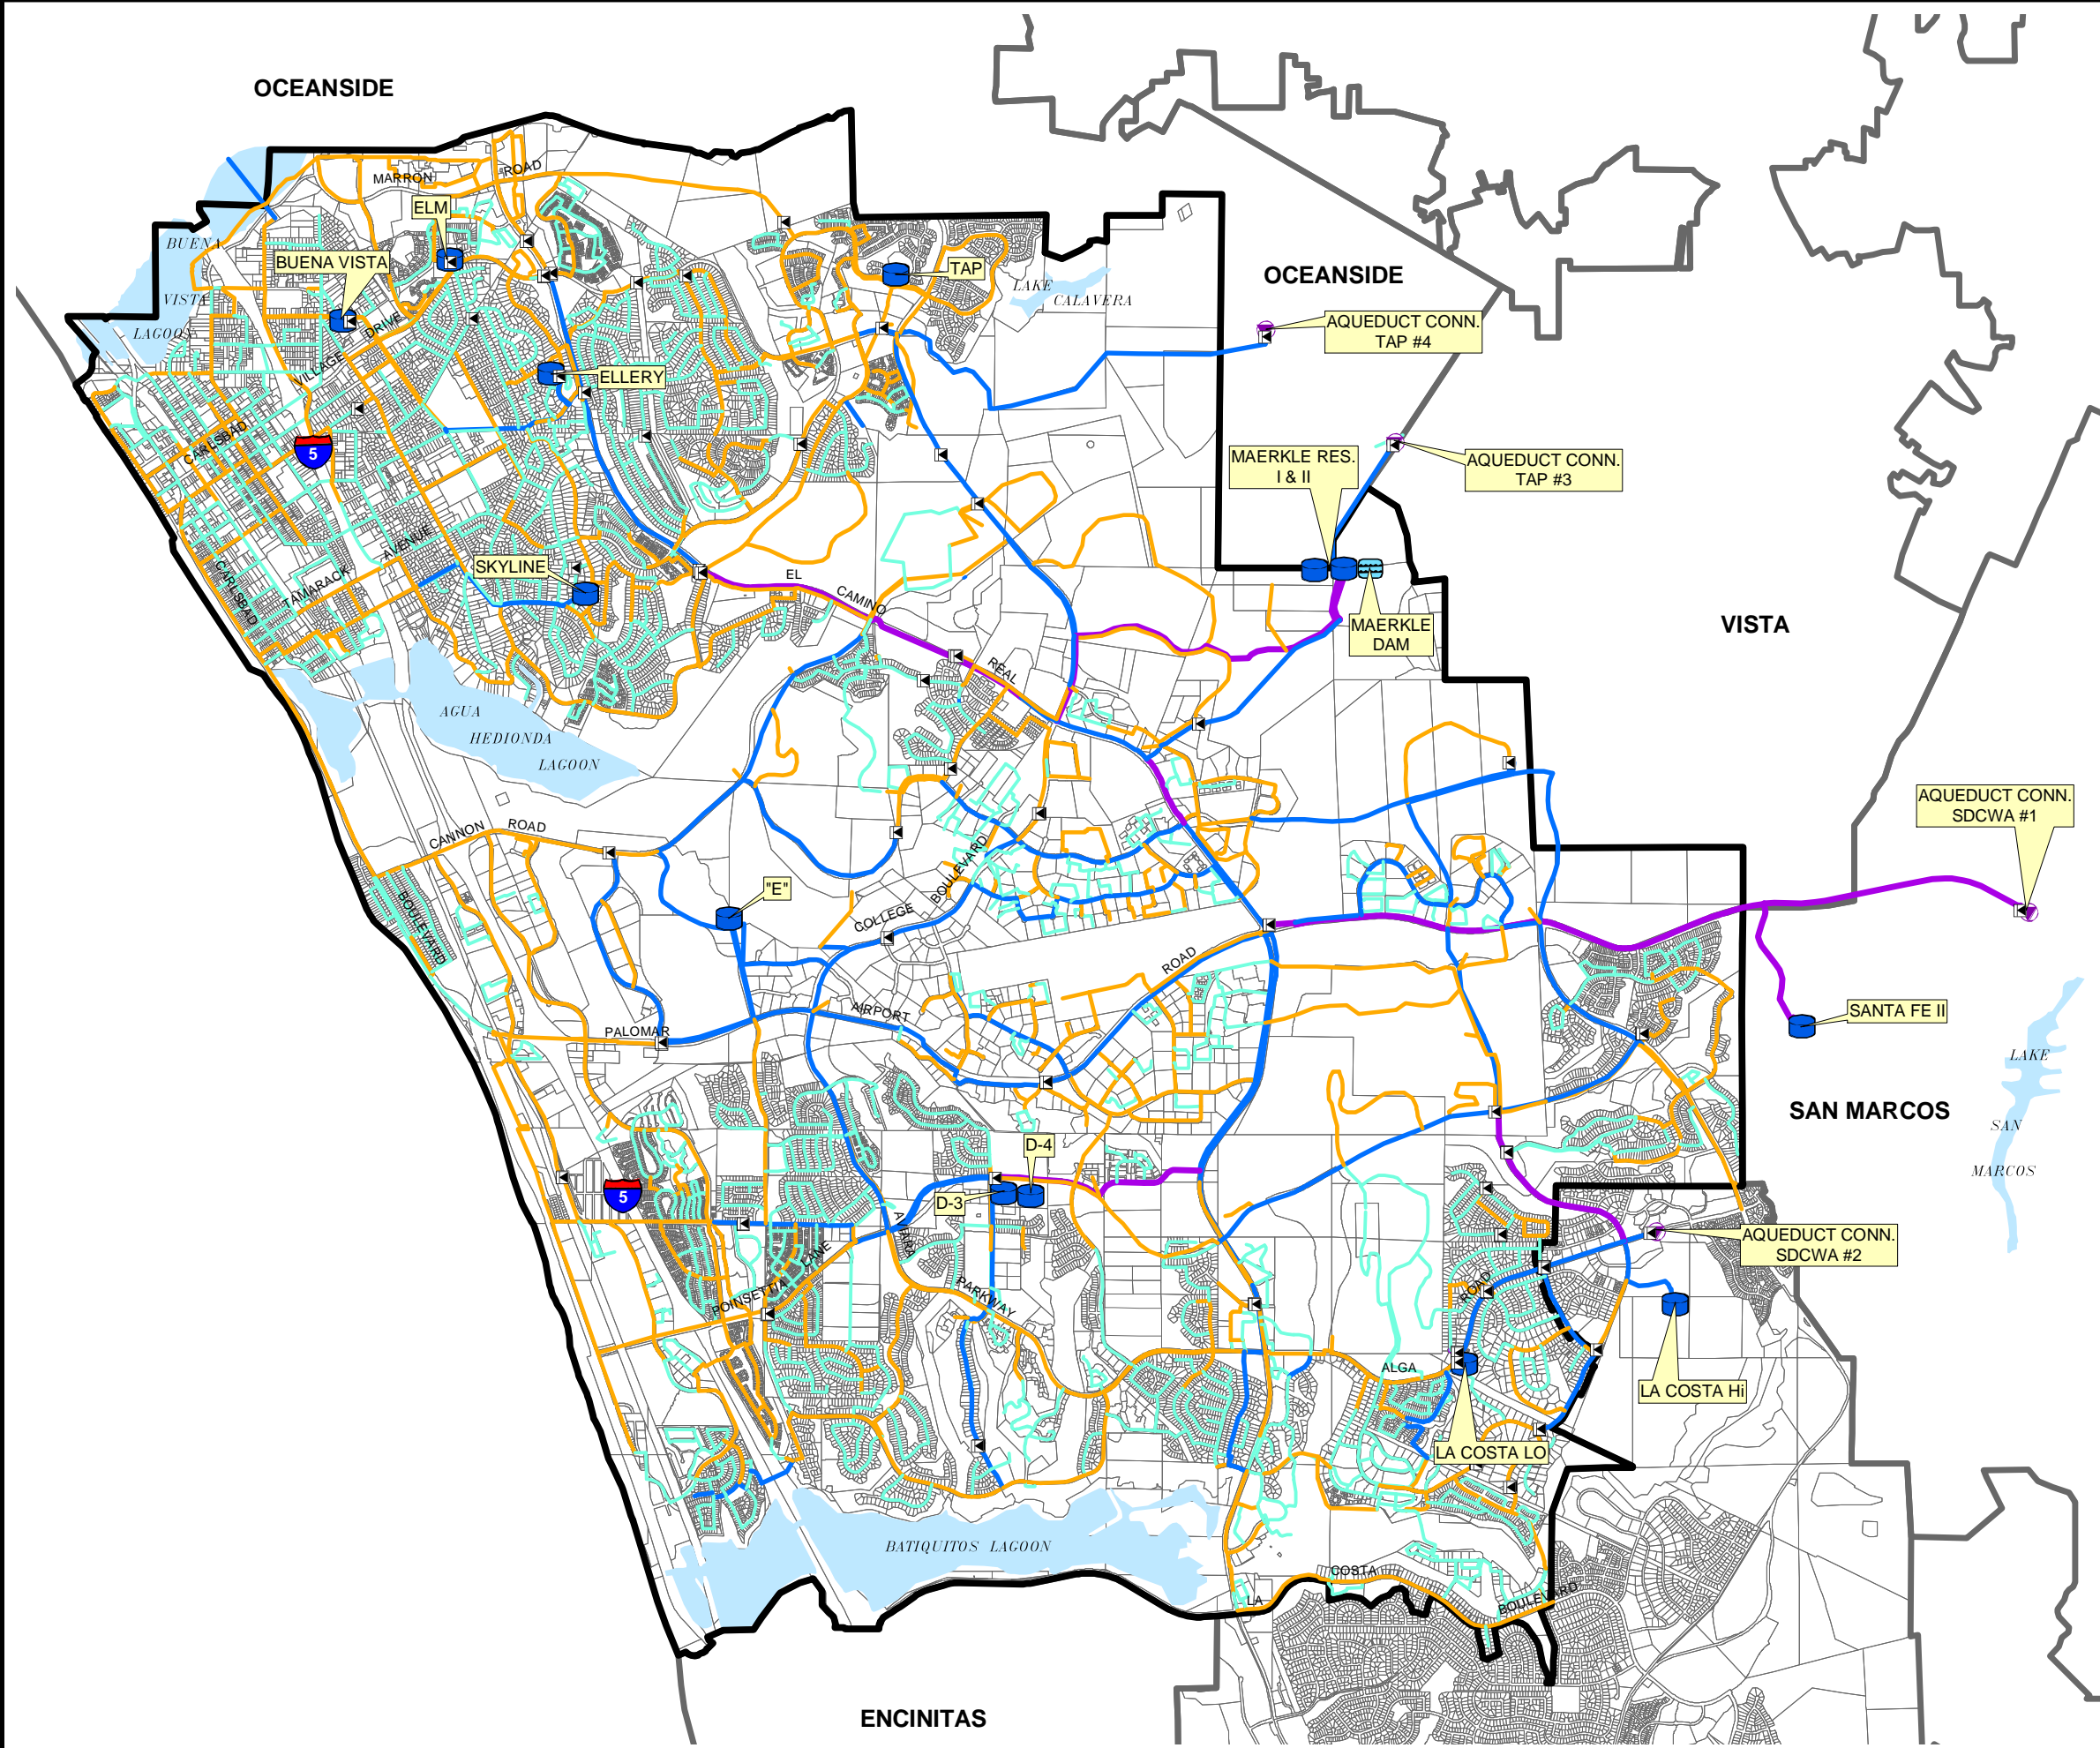 OCEANSIDE
MARRON ROAD
ELM
BUENA
VISTA
LAGOON
BUENA VISTA
TAP
LAKE
CALAVERA
OCEANSIDE
AQUEDUCT CONN.
TAP #4
VILLAGE DRIVE
ELLERY
CARLSBAD
5
MAERKLE RES.
I & II
AQUEDUCT CONN.
TAP #3
CARLSBAD
TAMARACK AVENUE
SKYLINE
EL CAMINO REAL
MAERKLE
DAM
VISTA
AGUA
HEDIONDA
LAGOON
CANNON ROAD
BOULEVARD
"E"
COLLEGE BOULEVARD
AQUEDUCT CONN.
SDCWA #1
PALOMAR AIRPORT ROAD
SANTA FE II
LAKE
SAN
MARCOS
SAN MARCOS
5
D-4
D-3
AVIARA PARKWAY
POINSETTIA LANE
AQUEDUCT CONN.
SDCWA #2
ALGA ROAD
LA COSTA Hi
LA COSTA LO
BATIQUITOS LAGOON
LA COSTA BOULEVARD
ENCINITAS